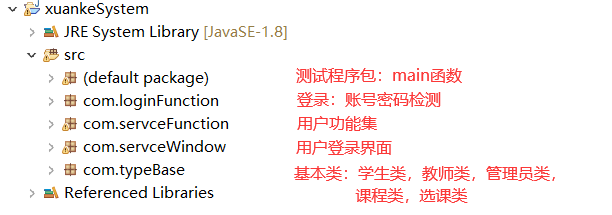 xuankeSystem
JRE System Library [JavaSE-1.8]
src
(default package) 测试程序包：main函数
com.loginFunction 登录：账号密码检测
com.servceFunction 用户功能集
com.servceWindow 用户登录界面
com.typeBase 基本类：学生类，教师类，管理员类，
Referenced Libraries 课程类，选课类